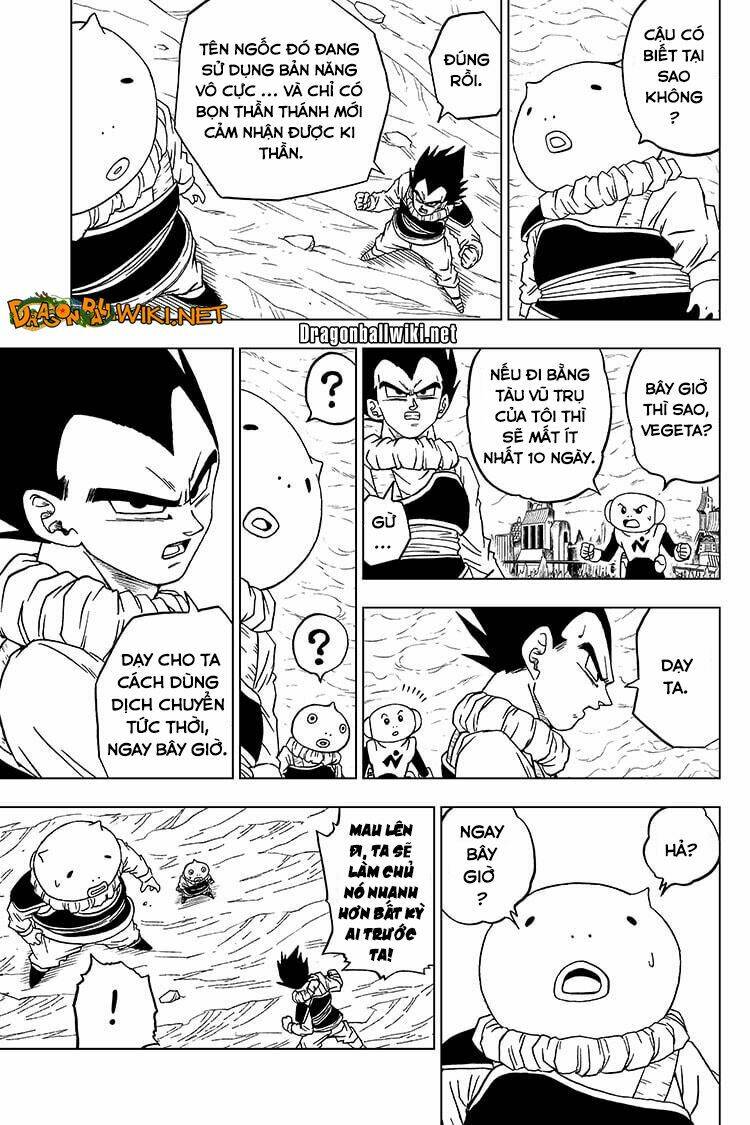 CẬU CÓ
BIẾT TẠI
SAO
KHÔNG
?
ĐÚNG
RỒI.
TÊN NGỐC ĐÓ ĐANG
SỬ DỤNG BẢN NĂNG
VÔ CỰC ... VÀ CHỈ CÓ
BỌN THẦN THÁNH MỚI
CẢM NHẬN ĐƯỢC KI
THẦN.
DRAGON BALL WIKI.NET
Dragonballwiki.net
BÂY GIỜ
THÌ SAO,
VEGETA?
NẾU ĐI BẰNG
TÀU VŨ TRỤ
CỦA TÔI THÌ
SẼ MẤT ÍT
NHẤT 10 NGÀY.
GỪ
...
DẠY
TA.
?
?
DẠY CHO TA
CÁCH DÙNG
DỊCH CHUYỂN
TỨC THỜI,
NGAY BÂY GIỜ.
HẢ?
NGAY
BÂY
GIỜ
?
MAU LÊN
ĐI, TA SẼ
LÀM CHỦ
NÓ NHANH
HƠN BẤT KỲ
AI TRƯỚC
TA!
!